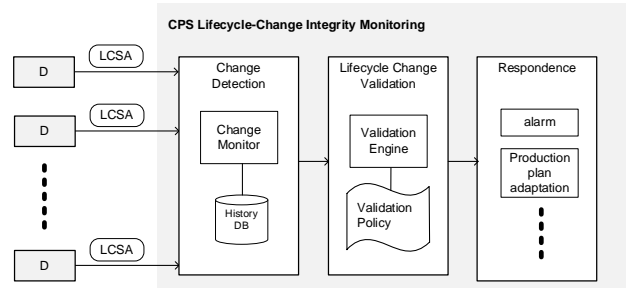 CPS Lifecycle-Change Integrity Monitoring
D
LCSA
D
LCSA
D
LCSA
Change
Detection
Change
Monitor
History
DB
Lifecycle Change
Validation
Validation
Engine
Validation
Policy
Respondence
alarm
Production
plan
adaptation